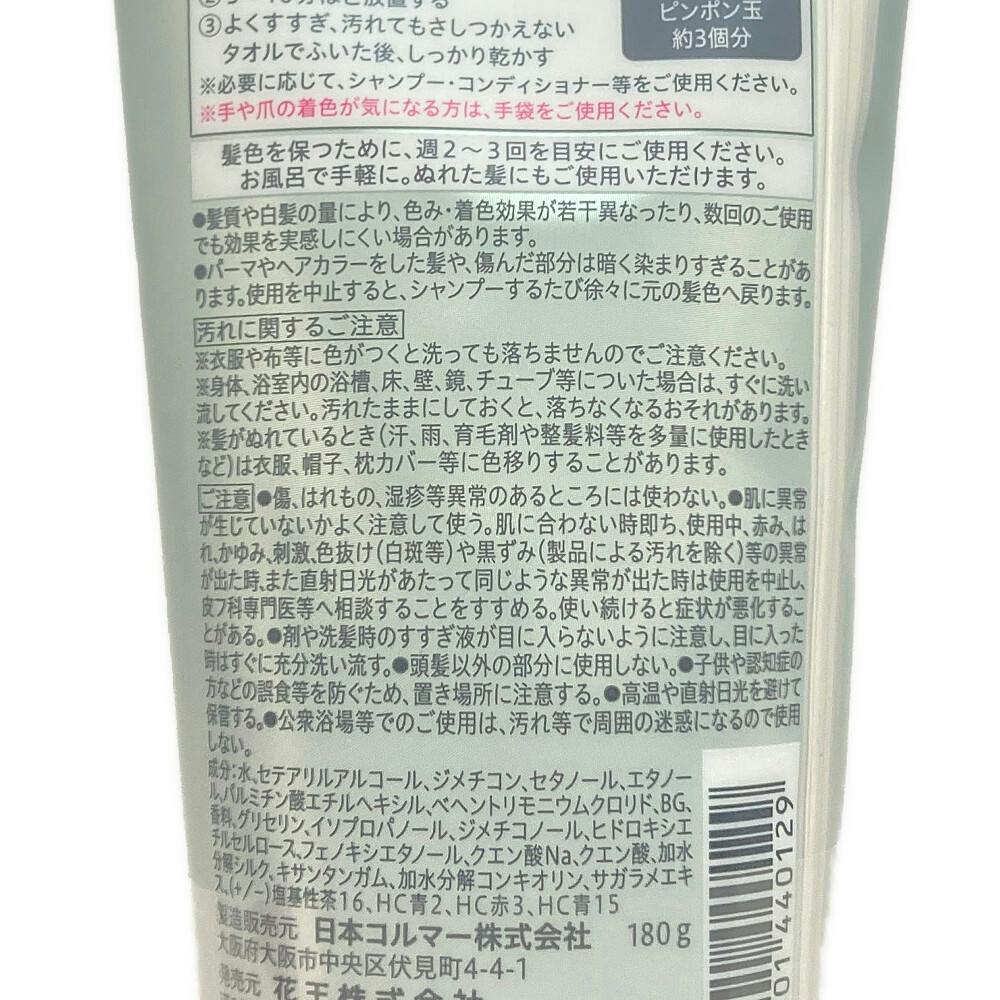 ②5〜10分ほど放置する
③よくすすぎ、汚れてもさしつかえない
タオルでふいた後、しっかり乾かす
ピンポン玉
約3個分
※必要に応じて、シャンプー・コンディショナー等をご使用ください。
※手や爪の着色が気になる方は、手袋をご使用ください。
髪色を保つために、週2〜3回を目安にご使用ください。
お風呂で手軽に。ぬれた髪にもご使用いただけます。
●髪質や白髪の量により、色み・着色効果が若干異なったり、数回のご使用
でも効果を実感しにくい場合があります。
●パーマやヘアカラーをした髪や、傷んだ部分は暗く染まりすぎることがあ
ります。使用を中止すると、シャンプーするたび徐々に元の髪色へ戻ります。
汚れに関するご注意
※衣服や布等に色がつくと洗っても落ちませんのでご注意ください。
※身体、浴室内の浴槽、床、壁、鏡、チューブ等についた場合は、すぐに洗い
流してください。汚れたままにしておくと、落ちなくなるおそれがあります。
※髪がぬれているとき(汗、雨、育毛剤や整髪料等を多量に使用したとき
など)は衣服、帽子、枕カバー等に色移りすることがあります。
ご注意 ●傷、はれもの、湿疹等異常のあるところには使わない。●肌に異常
が生じていないかよく注意して使う。肌に合わない時即ち、使用中、赤み、は
れ、かゆみ、刺激、色抜け(白斑等)や黒ずみ(製品による汚れを除く)等の異常
が出た時、また直射日光があたって同じような異常が出た時は使用を中止し、
皮フ科専門医等へ相談することをすすめる。使い続けると症状が悪化するこ
とがある。●剤や洗髪時のすすぎ液が目に入らないように注意し、目に入った
時はすぐに充分洗い流す。●頭髪以外の部分に使用しない。●子供や認知症の
方などの誤食等を防ぐため、置き場所に注意する。●高温や直射日光を避けて
保管する。●公衆浴場等でのご使用は、汚れ等で周囲の迷惑になるので使用
しない。
成分:水、セテアリルアルコール、ジメチコン、セタノール、エタノー
ル、パルミチン酸エチルヘキシル、ベヘントリモニウムクロリド、BG、
香料、グリセリン、イソプロパノール、ジメチコノール、ヒドロキシエ
チルセルロース、フェノキシエタノール、クエン酸Na、クエン酸、加水
分解シルク、キサンタンガム、加水分解コンキオリン、サガラメエキ
ス、(+/−)塩基性茶16、HC青2、HC赤3、HC青15
製造販売元 日本コルマー株式会社 180g
大阪府大阪市中央区伏見町4-4-1
発売元 花王株式会社
01440129